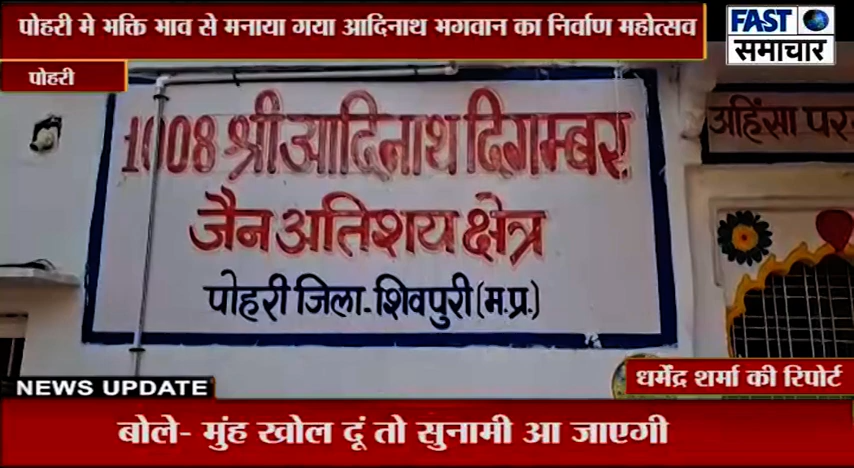 पोहरी मे भक्ति भाव से मनाया गया आदिनाथ भगवान का निर्वाण महोत्सव
FAST
समाचार
पोहरी
1008 श्री आदिनाथ दिगम्बर
जैन अतिशय क्षेत्र
पोहरी जिला-शिवपुरी (म.प्र.)
अहिंसा पर
धर्मेंद्र शर्मा की रिपोर्ट
NEWS UPDATE
बोले- मुंह खोल दूं तो सुनामी आ जाएगी